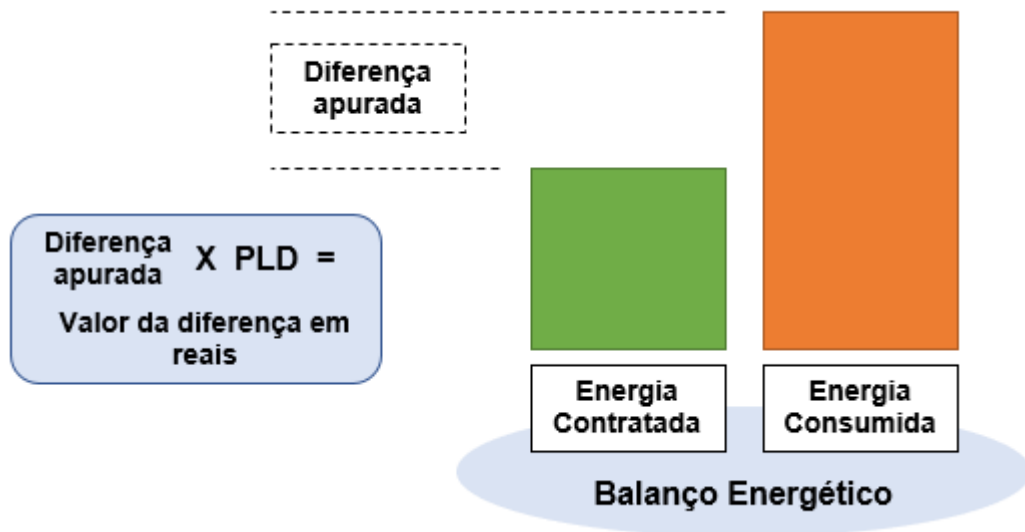 Diferença
apurada
Diferença
apurada X PLD =
Valor da diferença em
reais
Energia
Contratada
Energia
Consumida
Balanço Energético